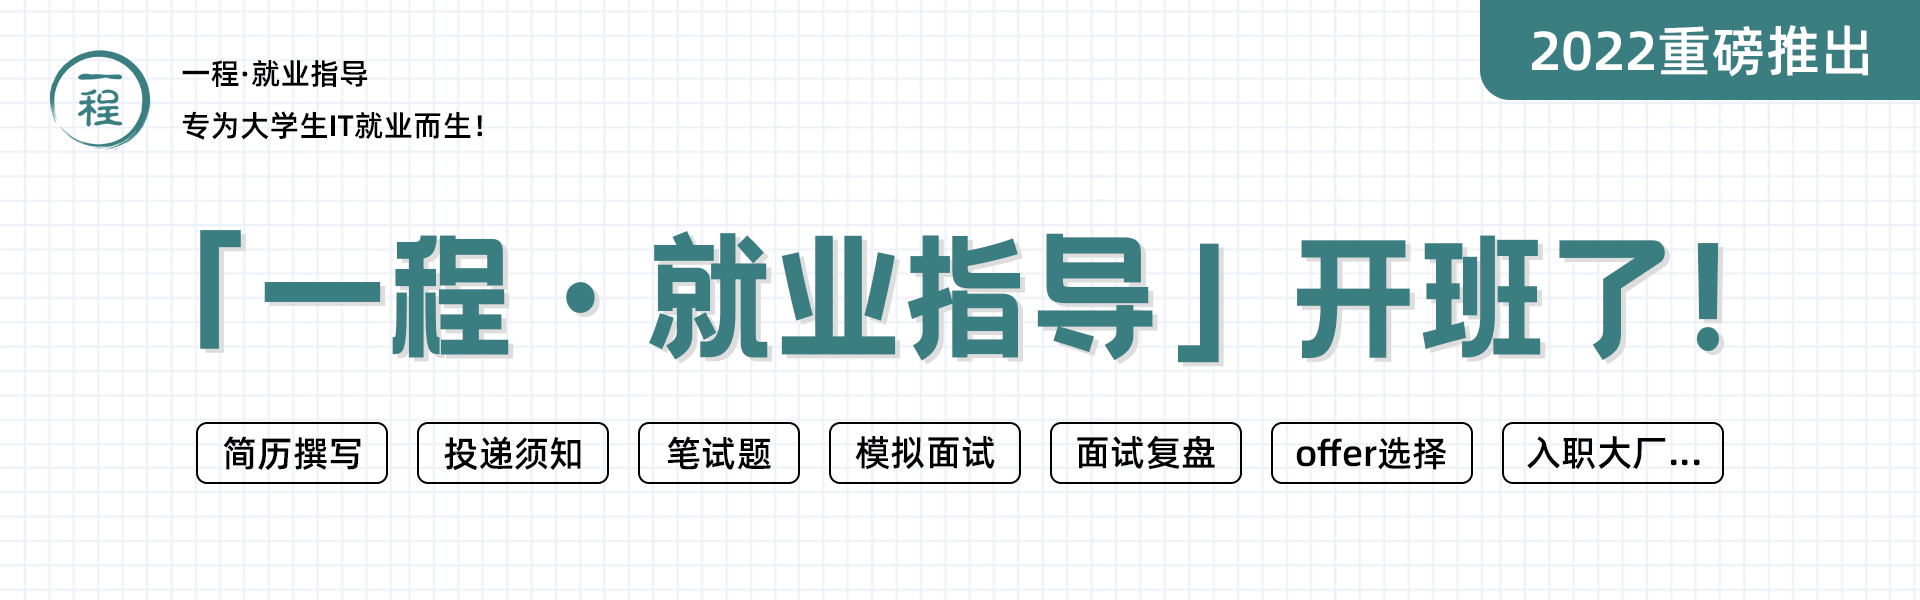 一程
一程·就业指导
专为大学生IT就业而生！
2022重磅推出
「一程·就业指导」开班了！
简历撰写
投递须知
笔试题
模拟面试
面试复盘
offer选择
入职大厂...